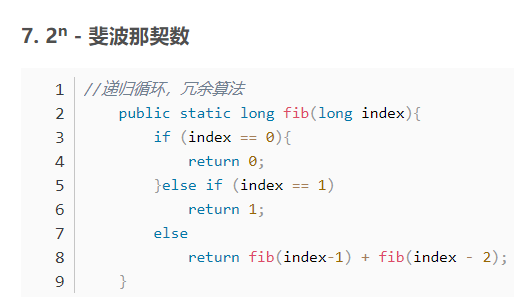 7. 2ⁿ - 斐波那契数
1 //递归循环，冗余算法
2 public static long fib(long index){
3 if (index == 0){
4 return 0;
5 }else if (index == 1)
6 return 1;
7 else
8 return fib(index-1) + fib(index - 2);
9 }